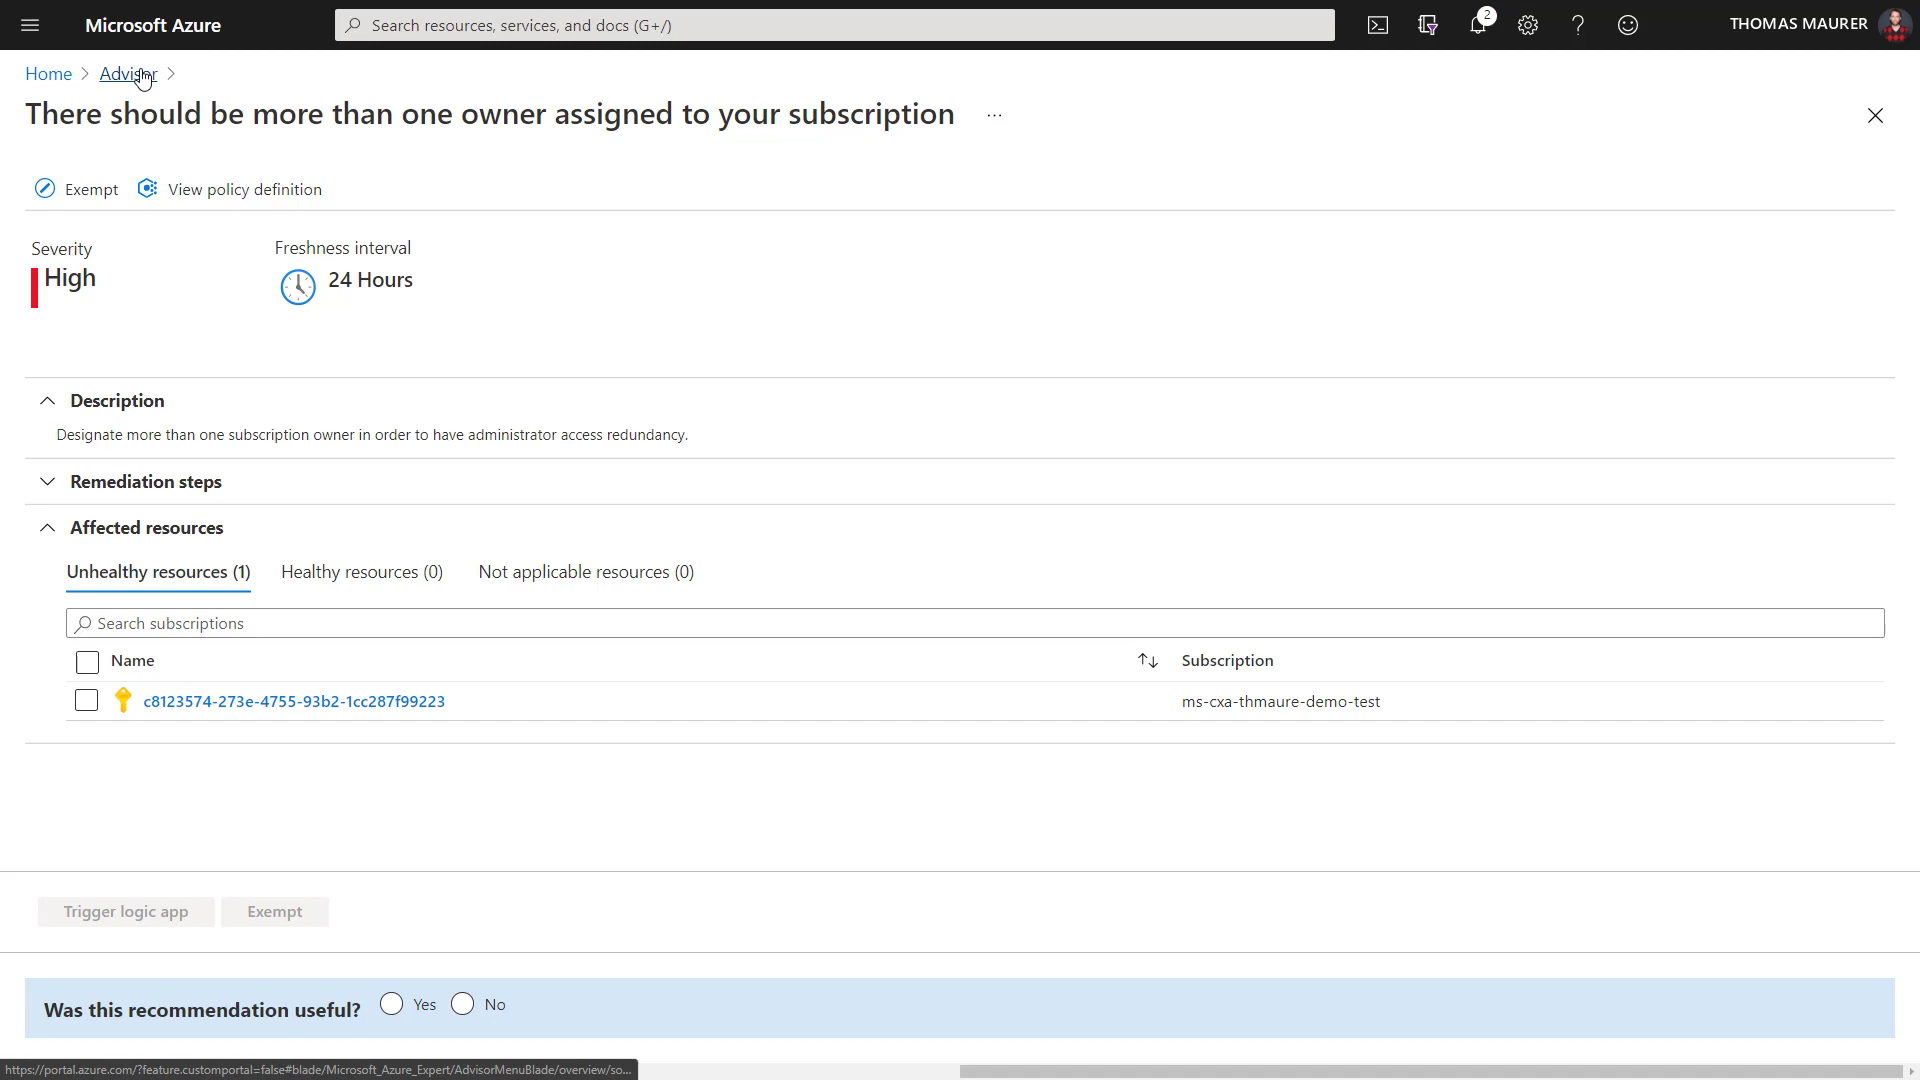 Microsoft Azure
Search resources, services, and docs (G+/)
2
THOMAS MAURER
Home > Advisor >
There should be more than one owner assigned to your subscription ...
Exempt View policy definition
Severity
High
Freshness interval
24 Hours
Description
Designate more than one subscription owner in order to have administrator access redundancy.
Remediation steps
Affected resources
Unhealthy resources (1) Healthy resources (0) Not applicable resources (0)
Search subscriptions
Name Subscription
c8123574-273e-4755-93b2-1cc287f99223 ms-cxa-thmaure-demo-test
Trigger logic app Exempt
Was this recommendation useful? Yes No
https://portal.azure.com/?feature.customportal=false#blade/Microsoft_Azure_Expert/AdvisorMenuBlade/overview/so...